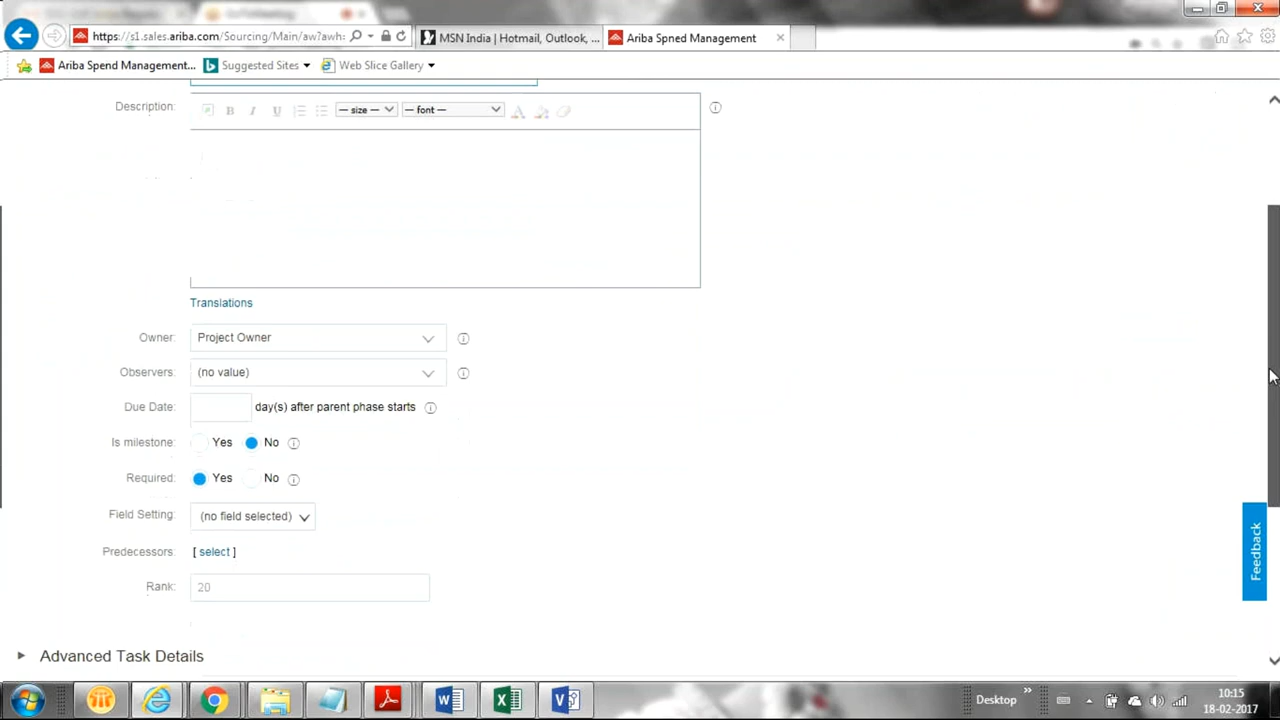 https://s1.sales.ariba.com/Sourcing/Main/aw?awh:
MSN India | Hotmail, Outlook, ...
Ariba Spned Management
Ariba Spend Management...
Suggested Sites
Web Slice Gallery
Description:
B I U — size — — font —
Translations
Owner: Project Owner
Observers: (no value)
Due Date: day(s) after parent phase starts
Is milestone: Yes No
Required: Yes No
Field Setting: (no field selected)
Predecessors: [ select ]
Rank: 20
Feedback
Advanced Task Details
Desktop
10:15
18-02-2017